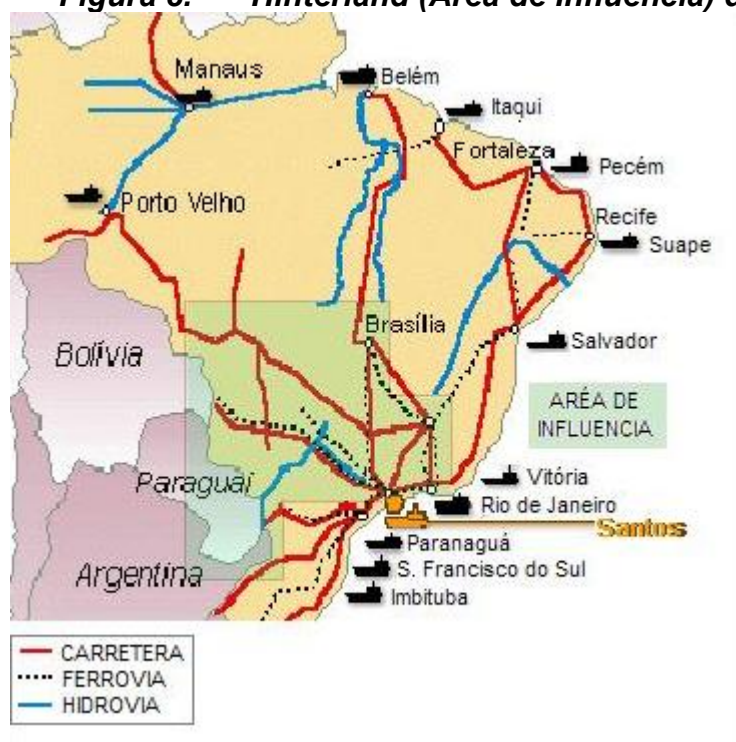 Hinterland (Área de Influencia)
Manaus
Belém
Itaqui
Fortaleza
Pecém
Porto Velho
Recife
Suape
Brasília
Salvador
Bolívia
ARÉA DE
INFLUENCIA
Paraguai
Vitória
Rio de Janeiro
Santos
Paranaguá
Argentina
S. Francisco do Sul
Imbituba
CARRETERA
FERROVIA
HIDROVIA